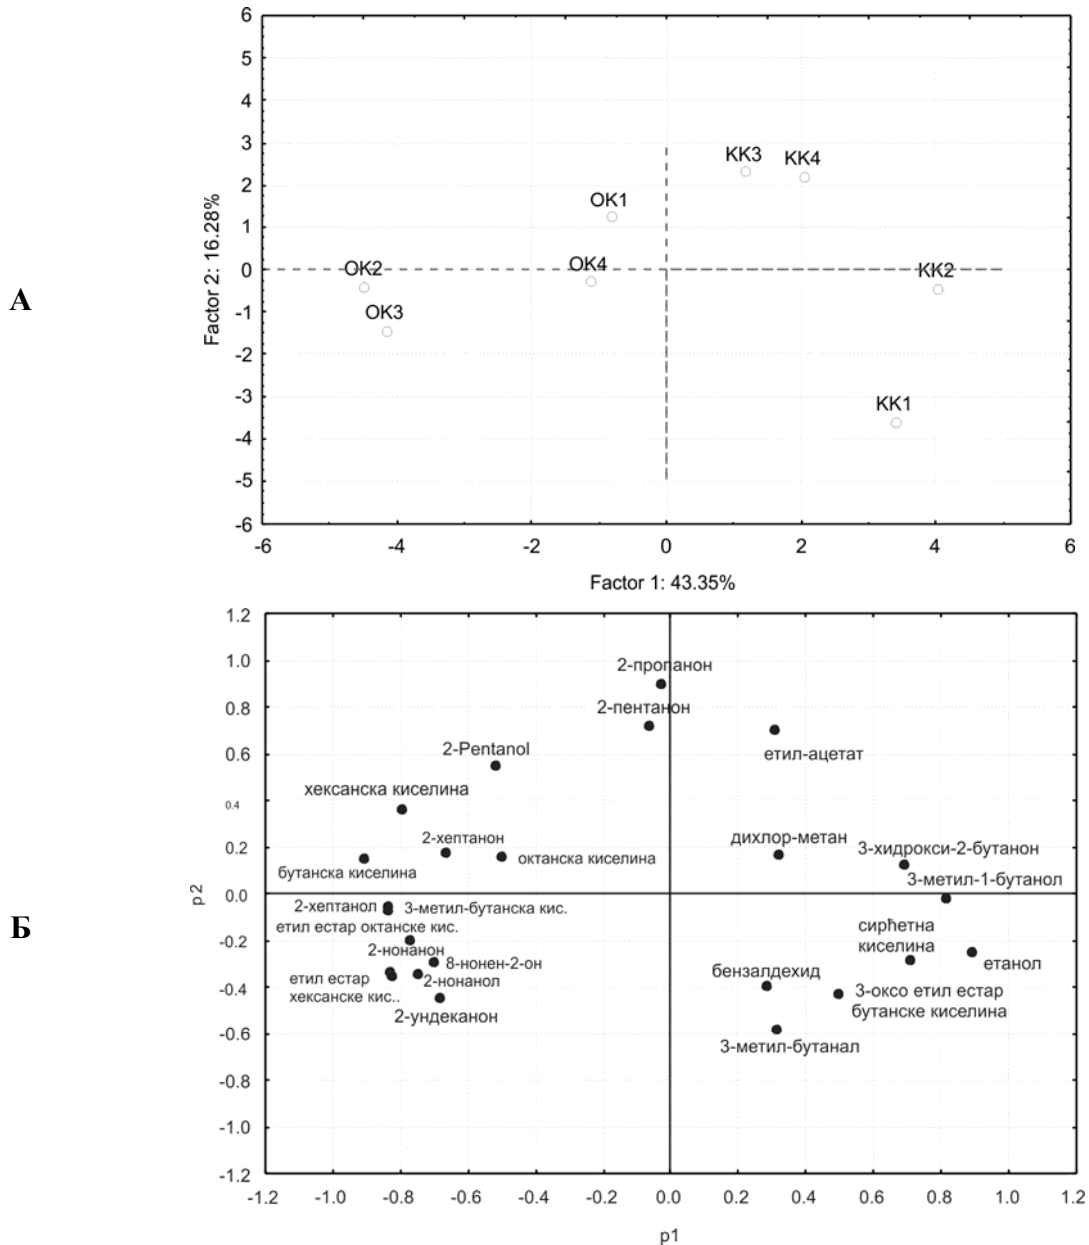 А
6
5
4
3
2
1
0
-1
-2
-3
-4
-5
-6
Factor 2: 16.28%
KK3
KK4
OK1
OK2
OK4
KK2
OK3
KK1
-6
-4
-2
0
2
4
6
Factor 1: 43.35%
Б
1.2
1.0
0.8
0.6
0.4
0.2
0.0
-0.2
-0.4
-0.6
-0.8
-1.0
-1.2
p2
2-пропанон
2-пентанон
2-Pentanol
етил-ацетат
хексанска киселина
2-хептанон
октанска киселина
бутанска киселина
дихлор-метан
3-хидрокси-2-бутанон
3-метил-1-бутанол
2-хептанол
3-метил-бутанска кис.
етил естар октанске кис.
2-нонанон
8-нонен-2-он
етил естар
хексанске кис..
2-нонанол
2-ундеканон
сирћетна
киселина
етанол
бензалдехид
3-оксо етил естар
бутанске киселина
3-метил-бутанал
-1.2
-1.0
-0.8
-0.6
-0.4
-0.2
0.0
0.2
0.4
0.6
0.8
1.0
1.2
p1